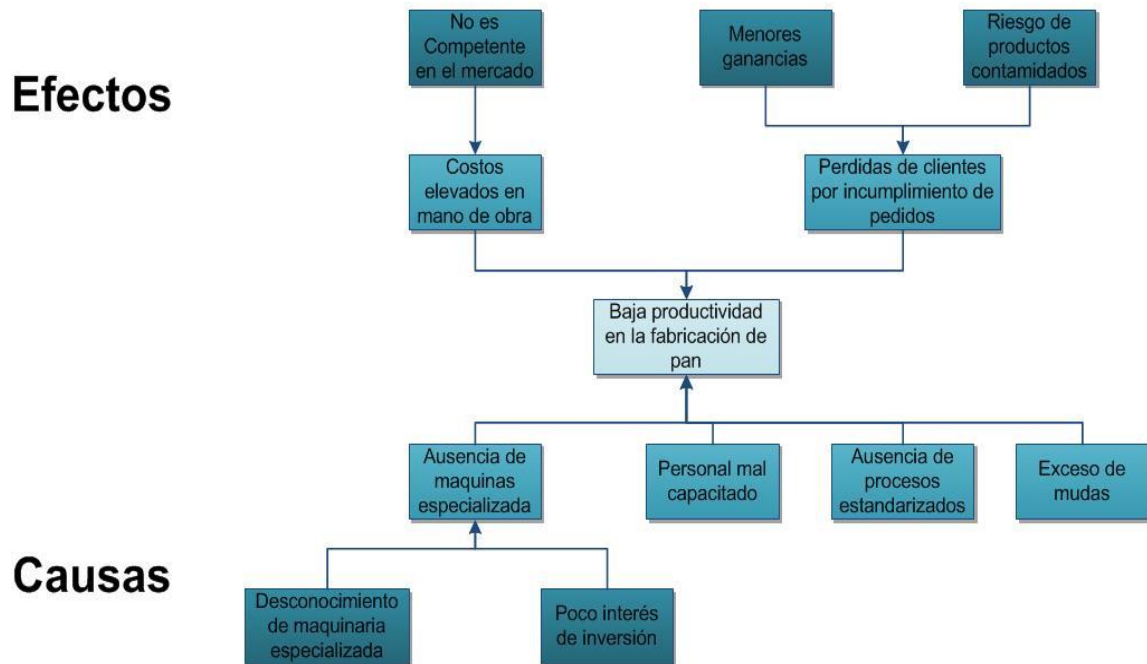 No es
Competente
en el mercado
Menores
ganancias
Riesgo de
productos
contamidados
Efectos
Costos
elevados en
mano de obra
Perdidas de clientes
por incumplimiento de
pedidos
Baja productividad
en la fabricación de
pan
Ausencia de
maquinas
especializada
Personal mal
capacitado
Ausencia de
procesos
estandarizados
Exceso de
mudas
Causas
Desconocimiento
de maquinaria
especializada
Poco interés
de inversión